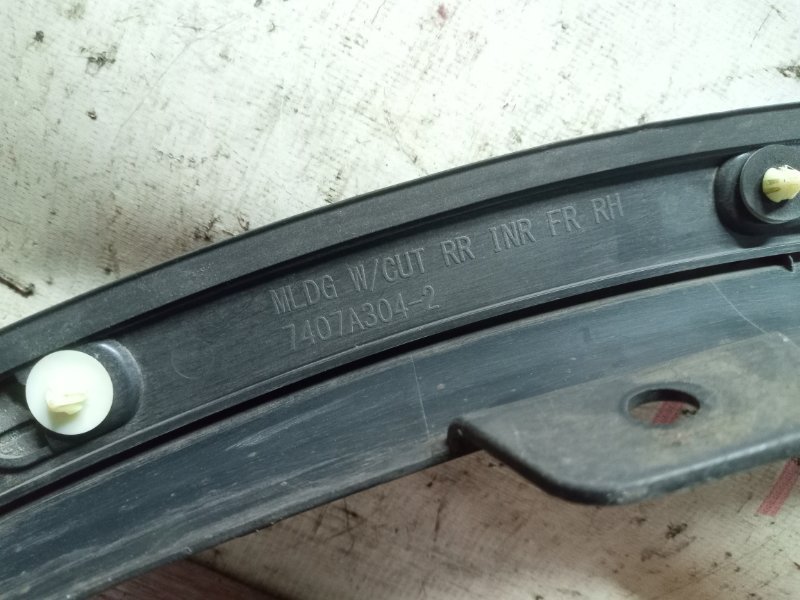 MLDG W/CUT RR INR FR RH
7407A304-2